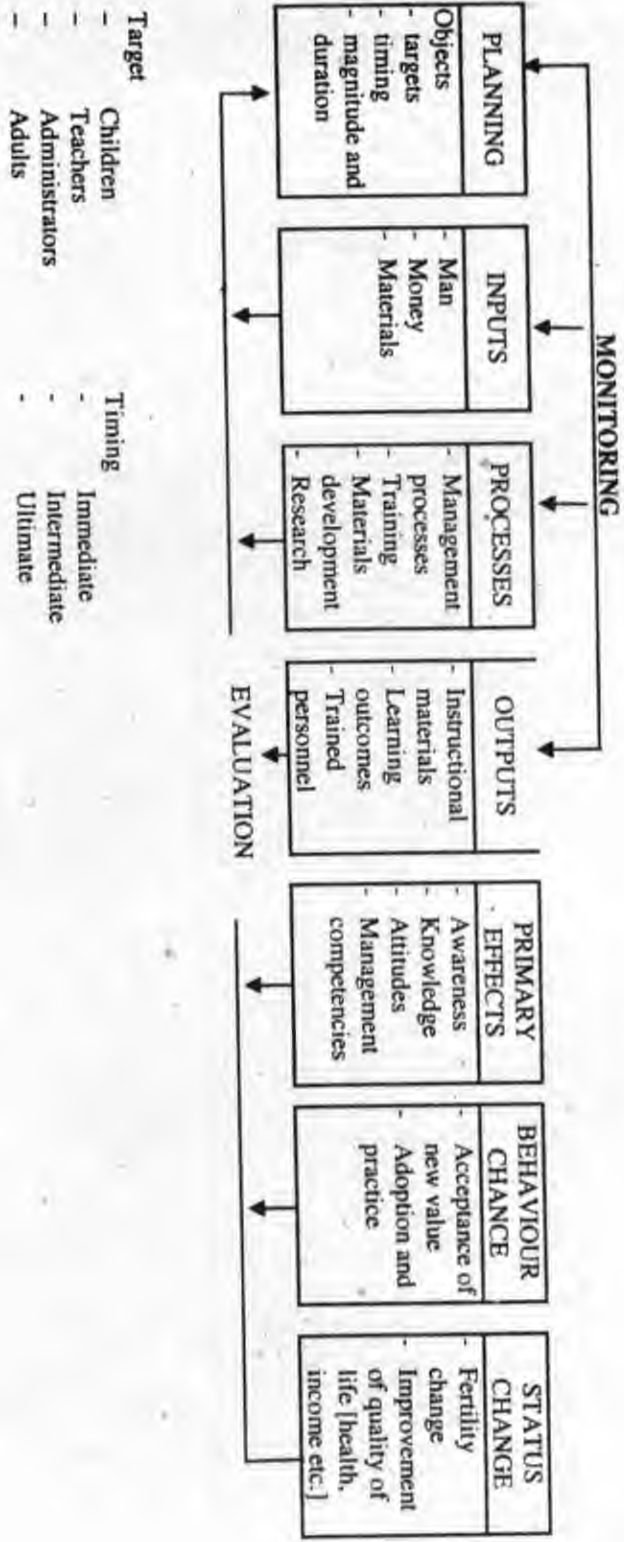 MONITORING
PLANNING
Objects
- targets
- timing
- magnitude and
duration
INPUTS
- Man
- Money
- Materials
PROCESSES
- Management
processes
- Training
- Materials
development
- Research
OUTPUTS
- Instructional
materials
- Learning
outcomes
- Trained
personnel
PRIMARY
EFFECTS
- Awareness
- Knowledge
- Attitudes
- Management
competencies
BEHAVIOUR
CHANCE
- Acceptance of
new value
- Adoption and
practice
STATUS
CHANGE
- Fertility
change
- Improvement
of quality of
life [health,
income etc.]
EVALUATION
Target
- Children
- Teachers
- Administrators
- Adults
Timing
- Immediate
- Intermediate
- Ultimate